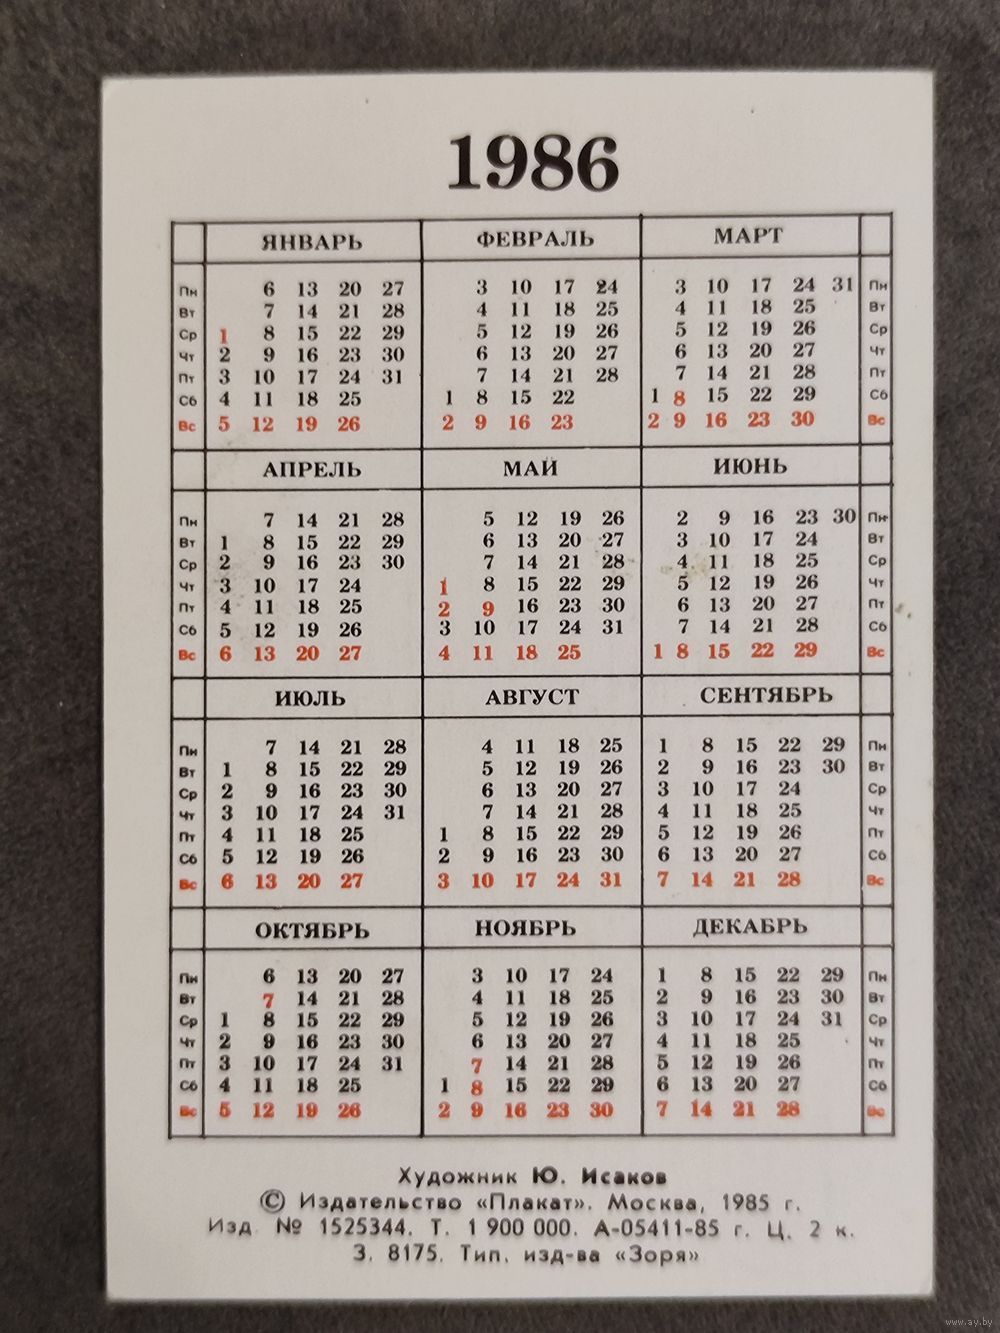 1986
ЯНВАРЬ ФЕВРАЛЬ МАРТ
Пн 6 13 20 27 3 10 17 24 3 10 17 24 31 Пн
Вт 7 14 21 28 4 11 18 25 4 11 18 25 Вт
Ср 1 8 15 22 29 5 12 19 26 5 12 19 26 Ср
Чт 2 9 16 23 30 6 13 20 27 6 13 20 27 Чт
Пт 3 10 17 24 31 7 14 21 28 7 14 21 28 Пт
Сб 4 11 18 25 1 8 15 22 1 8 15 22 29 Сб
Вс 5 12 19 26 2 9 16 23 2 9 16 23 30 Вс
АПРЕЛЬ МАЙ ИЮНЬ
Пн 7 14 21 28 5 12 19 26 2 9 16 23 30 Пн
Вт 1 8 15 22 29 6 13 20 27 3 10 17 24 Вт
Ср 2 9 16 23 30 7 14 21 28 4 11 18 25 Ср
Чт 3 10 17 24 1 8 15 22 29 5 12 19 26 Чт
Пт 4 11 18 25 2 9 16 23 30 6 13 20 27 Пт
Сб 5 12 19 26 3 10 17 24 31 7 14 21 28 Сб
Вс 6 13 20 27 4 11 18 25 1 8 15 22 29 Вс
ИЮЛЬ АВГУСТ СЕНТЯБРЬ
Пн 7 14 21 28 4 11 18 25 1 8 15 22 29 Пн
Вт 1 8 15 22 29 5 12 19 26 2 9 16 23 30 Вт
Ср 2 9 16 23 30 6 13 20 27 3 10 17 24 Ср
Чт 3 10 17 24 31 7 14 21 28 4 11 18 25 Чт
Пт 4 11 18 25 1 8 15 22 29 5 12 19 26 Пт
Сб 5 12 19 26 2 9 16 23 30 6 13 20 27 Сб
Вс 6 13 20 27 3 10 17 24 31 7 14 21 28 Вс
ОКТЯБРЬ НОЯБРЬ ДЕКАБРЬ
Пн 6 13 20 27 3 10 17 24 1 8 15 22 29 Пн
Вт 7 14 21 28 4 11 18 25 2 9 16 23 30 Вт
Ср 1 8 15 22 29 5 12 19 26 3 10 17 24 31 Ср
Чт 2 9 16 23 30 6 13 20 27 4 11 18 25 Чт
Пт 3 10 17 24 31 7 14 21 28 5 12 19 26 Пт
Сб 4 11 18 25 1 8 15 22 29 6 13 20 27 Сб
Вс 5 12 19 26 2 9 16 23 30 7 14 21 28 Вс
Художник Ю. Исаков
© Издательство «Плакат». Москва, 1985 г.
Изд. № 1525344. Т. 1 900 000. А-05411-85 г. Ц. 2 к.
З. 8175. Тип. изд-ва «Зоря»
www.ay.by